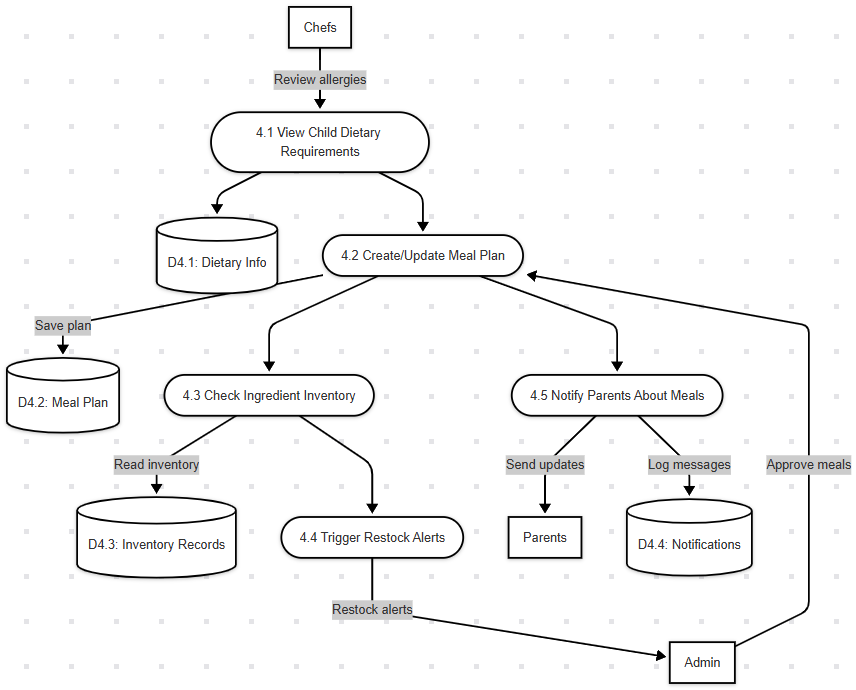 Chefs
Review allergies
4.1 View Child Dietary
Requirements
D4.1: Dietary Info
4.2 Create/Update Meal Plan
Save plan
D4.2: Meal Plan
4.3 Check Ingredient Inventory
4.5 Notify Parents About Meals
Read inventory
Send updates
Log messages
Approve meals
D4.3: Inventory Records
4.4 Trigger Restock Alerts
Parents
D4.4: Notifications
Restock alerts
Admin